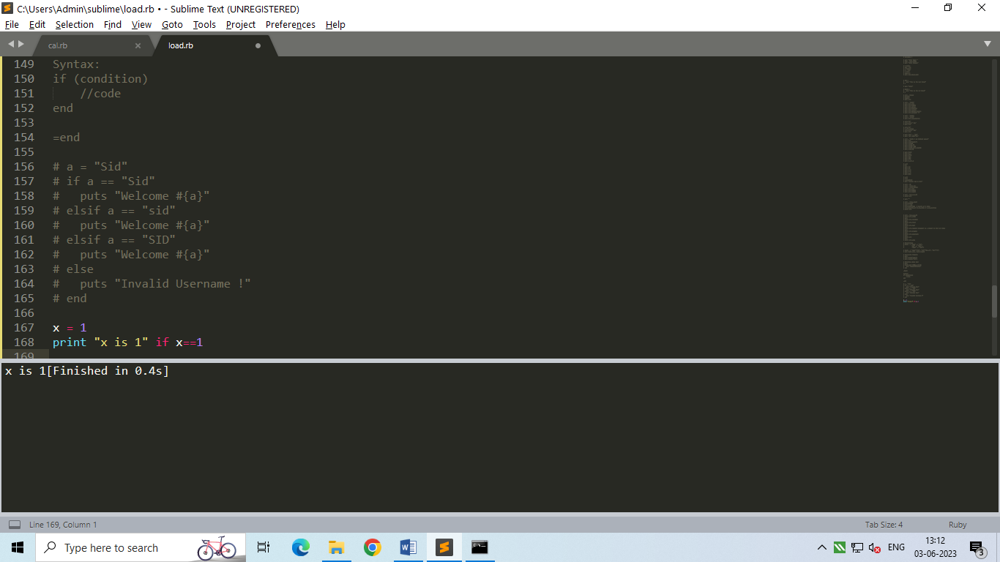 C:\Users\Admin\sublime\load.rb • - Sublime Text (UNREGISTERED)
File Edit Selection Find View Goto Tools Project Preferences Help
cal.rb load.rb
149 Syntax:
150 if (condition)
151     //code
152 end
153
154 =end
155
156 # a = "Sid"
157 # if a == "Sid"
158 #   puts "Welcome #{a}"
159 # elsif a == "sid"
160 #   puts "Welcome #{a}"
161 # elsif a == "SID"
162 #   puts "Welcome #{a}"
163 # else
164 #   puts "Invalid Username !"
165 # end
166
167 x = 1
168 print "x is 1" if x==1
169
x is 1[Finished in 0.4s]
Line 169, Column 1 Tab Size: 4 Ruby
Type here to search ENG 13:12
03-06-2023 3